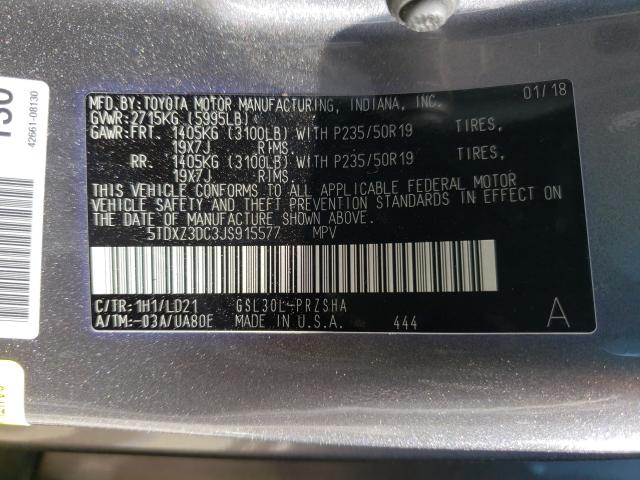 MFD.BY:TOYOTA MOTOR MANUFACTURING, INDIANA, INC. 01/18
GVWR:2715KG (5995LB)
GAWR:FRT. 1405KG (3100LB) WITH P235/50R19 TIRES,
19X7J RIMS.
RR. 1405KG (3100LB) WITH P235/50R19 TIRES,
19X7J RIMS.
THIS VEHICLE CONFORMS TO ALL APPLICABLE FEDERAL MOTOR
VEHICLE SAFETY AND THEFT PREVENTION STANDARDS IN EFFECT ON
THE DATE OF MANUFACTURE SHOWN ABOVE.
5TDXZ3DC3JS915577 MPV
C/TR: 1H1/LD21 GSL30L-PRZSHA
A/TM:-03A/UA80E MADE IN U.S.A. 444 A
42661-08130